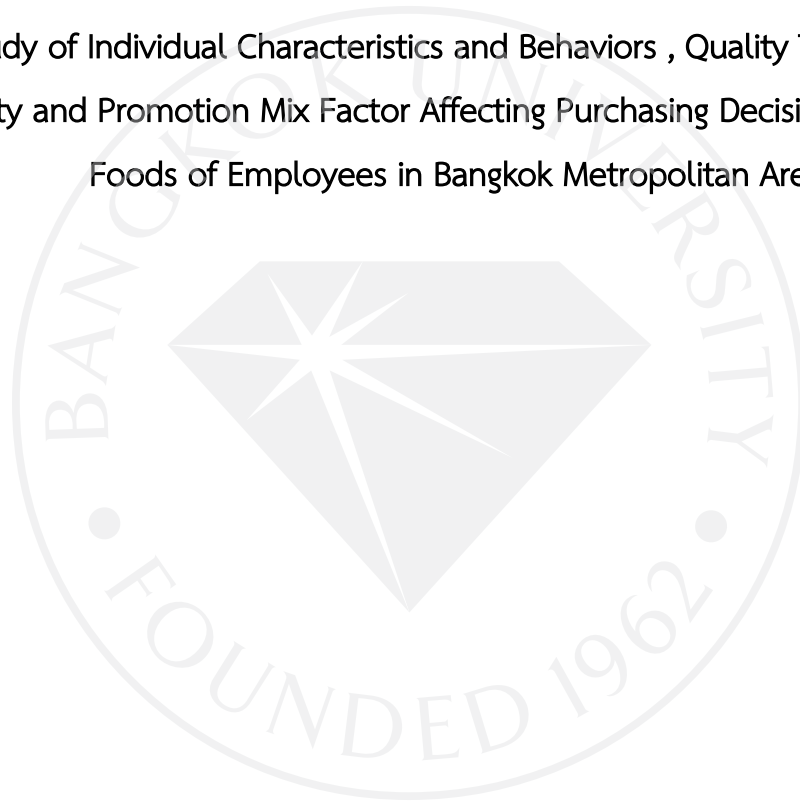 udy of Individual Characteristics and Behaviors , Quality
ty and Promotion Mix Factor Affecting Purchasing Decisi
Foods of Employees in Bangkok Metropolitan Are
BANGKOK UNIVERSITY
FOUNDED 1962